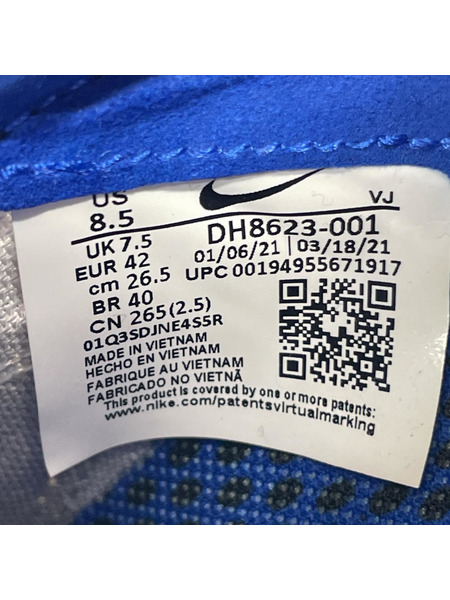 US
8.5
UK 7.5
EUR 42
cm 26.5
BR 40
CN 265(2.5)
01Q3SDJNE4S5R
MADE IN VIETNAM
HECHO EN VIETNAM
FABRIQUE AU VIETNAM
FABRICADO NO VIETNÃ
VJ
DH8623-001
01/06/21 | 03/18/21
UPC 00194955671917
This product is covered by one or more patents:
www.nike.com/patentsvirtualmarking